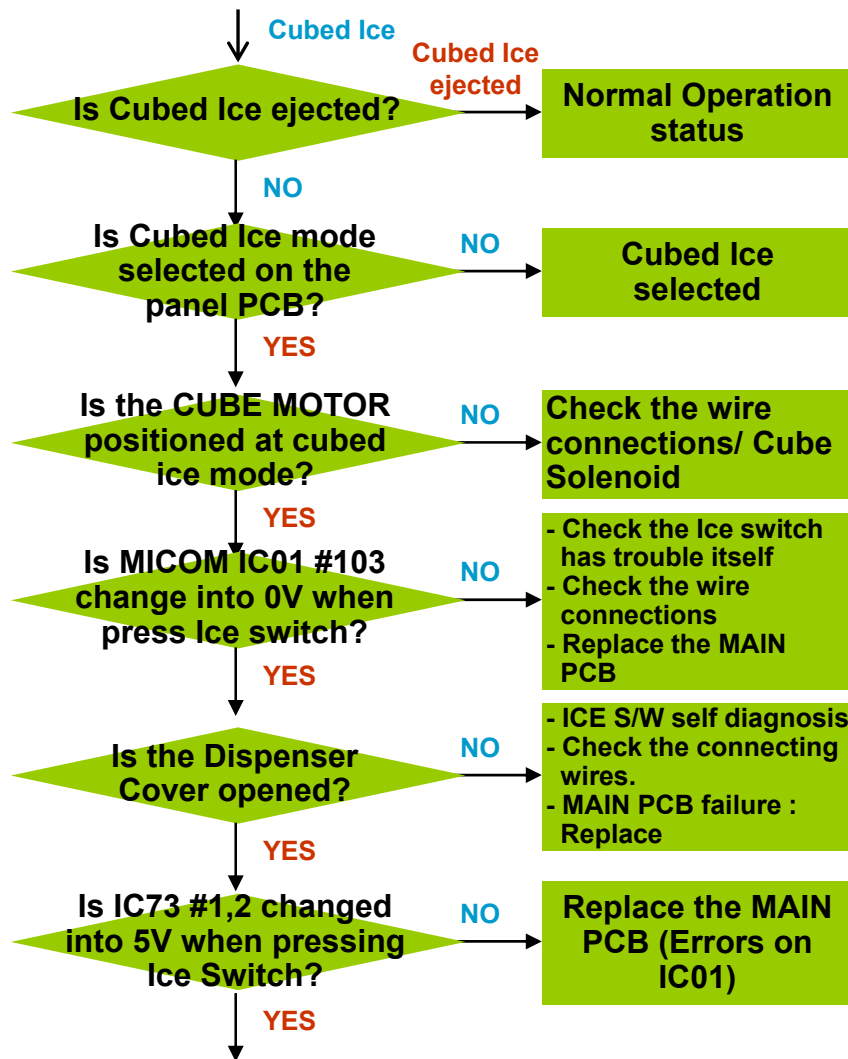 Cubed Ice
Cubed Ice
ejected
Is Cubed Ice ejected?
Normal Operation
status
NO
Is Cubed Ice mode
selected on the
panel PCB?
NO
Cubed Ice
selected
YES
Is the CUBE MOTOR
positioned at cubed
ice mode?
NO
Check the wire
connections/ Cube
Solenoid
YES
Is MICOM IC01 #103
change into 0V when
press Ice switch?
NO
- Check the Ice switch
has trouble itself
- Check the wire
connections
- Replace the MAIN
PCB
YES
Is the Dispenser
Cover opened?
NO
- ICE S/W self diagnosis
- Check the connecting
wires.
- MAIN PCB failure :
Replace
YES
Is IC73 #1,2 changed
into 5V when pressing
Ice Switch?
NO
Replace the MAIN
PCB (Errors on
IC01)
YES